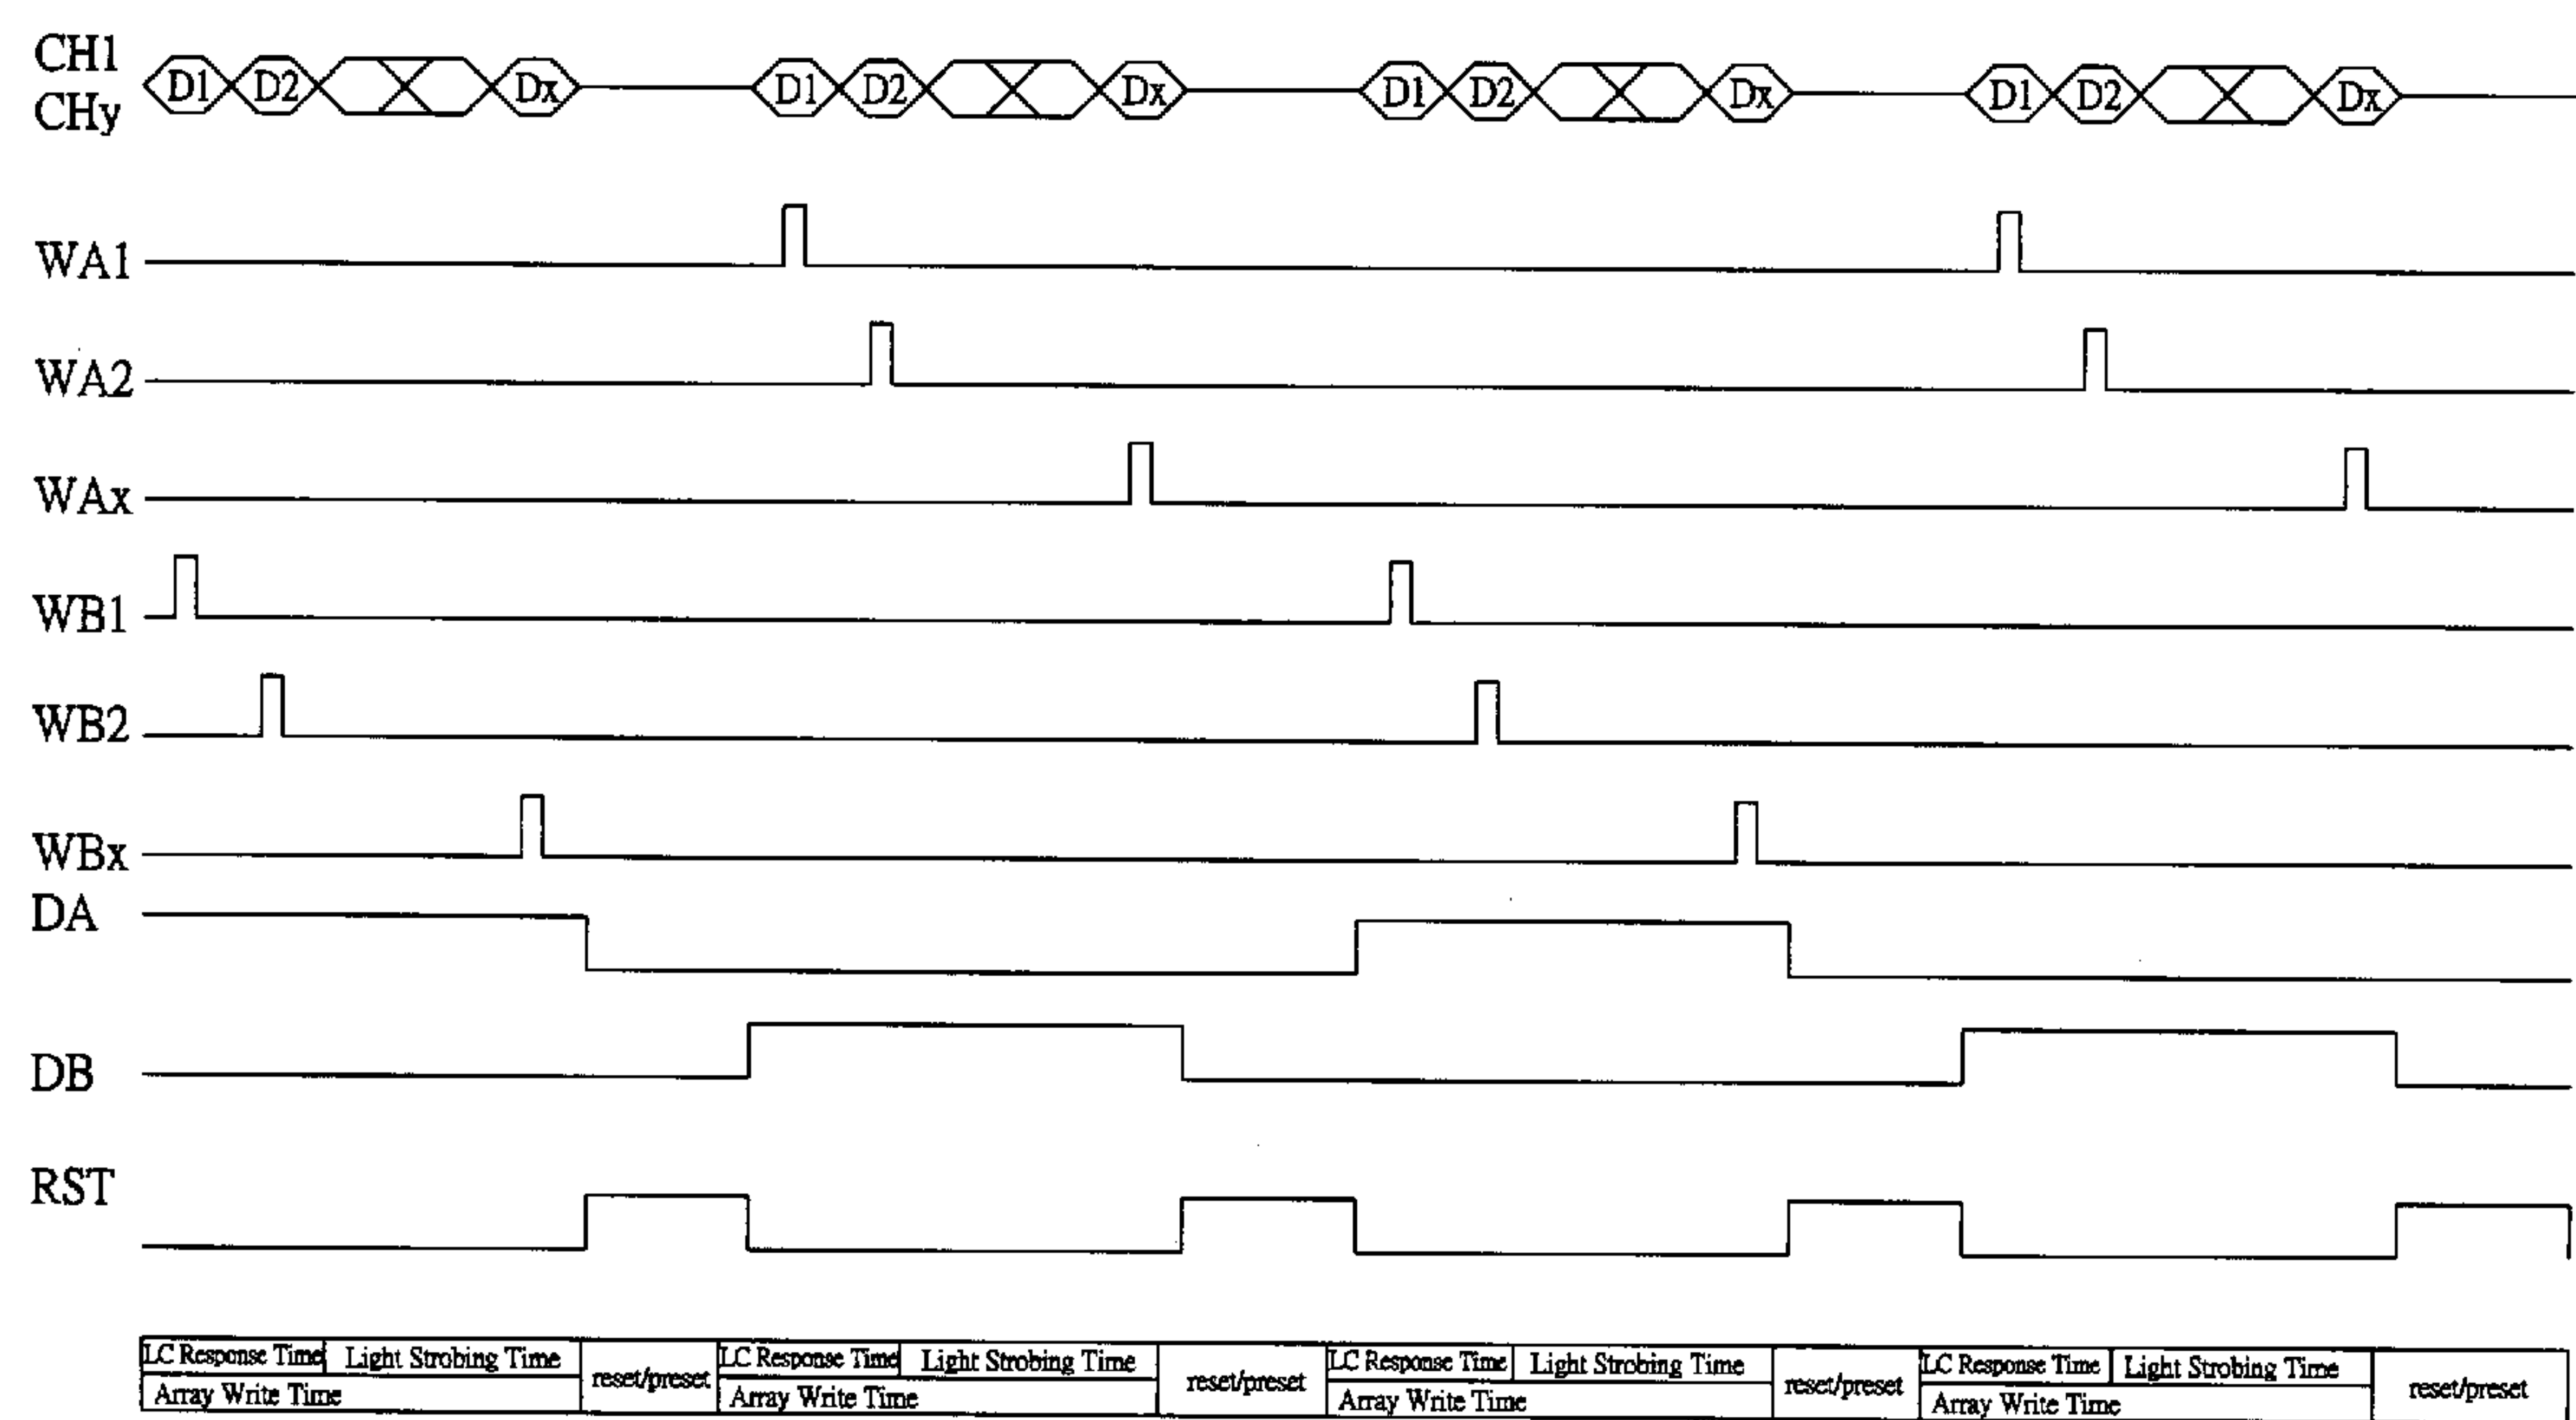 CH1
CHy
D1 D2 Dx D1 D2 Dx D1 D2 Dx D1 D2 Dx
WA1
WA2
WAx
WB1
WB2
WBx
DA
DB
RST
LC Response Time Light Strobing Time reset/preset LC Response Time Light Strobing Time reset/preset LC Response Time Light Strobing Time reset/preset LC Response Time Light Strobing Time reset/preset
Array Write Time Array Write Time Array Write Time Array Write Time